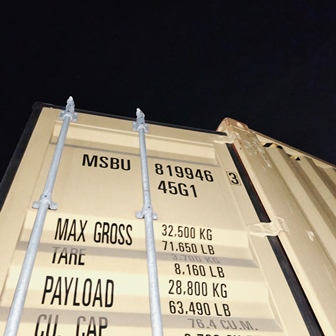 MSBU 819946 3
45G1
MAX GROSS 32.500 KG
71.650 LB
TARE 3.700 KG
8.160 LB
PAYLOAD 28.800 KG
63.490 LB
CU. CAP. 76.4 CU.M.